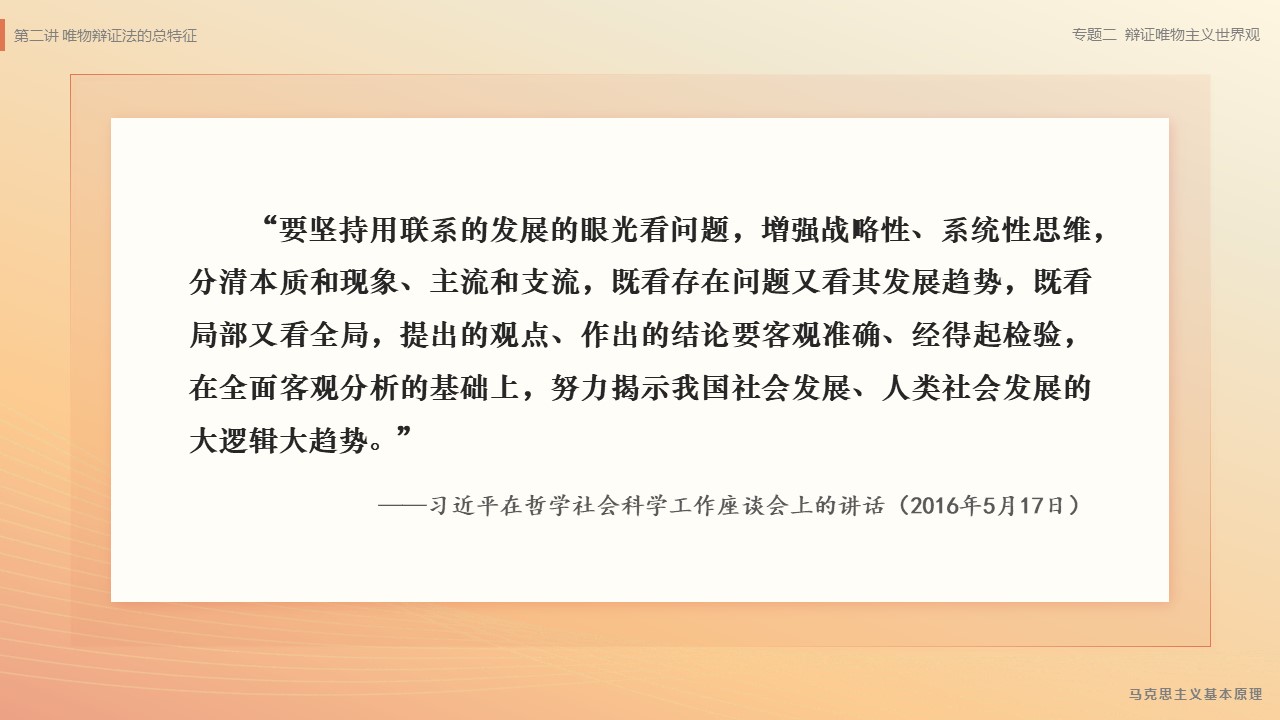 第二讲 唯物辩证法的总特征
专题二 辩证唯物主义世界观
“要坚持用联系的发展的眼光看问题，增强战略性、系统性思维，
分清本质和现象、主流和支流，既看存在问题又看其发展趋势，既看
局部又看全局，提出的观点、作出的结论要客观准确、经得起检验，
在全面客观分析的基础上，努力揭示我国社会发展、人类社会发展的
大逻辑大趋势。”
——习近平在哲学社会科学工作座谈会上的讲话（2016年5月17日）
马克思主义基本原理